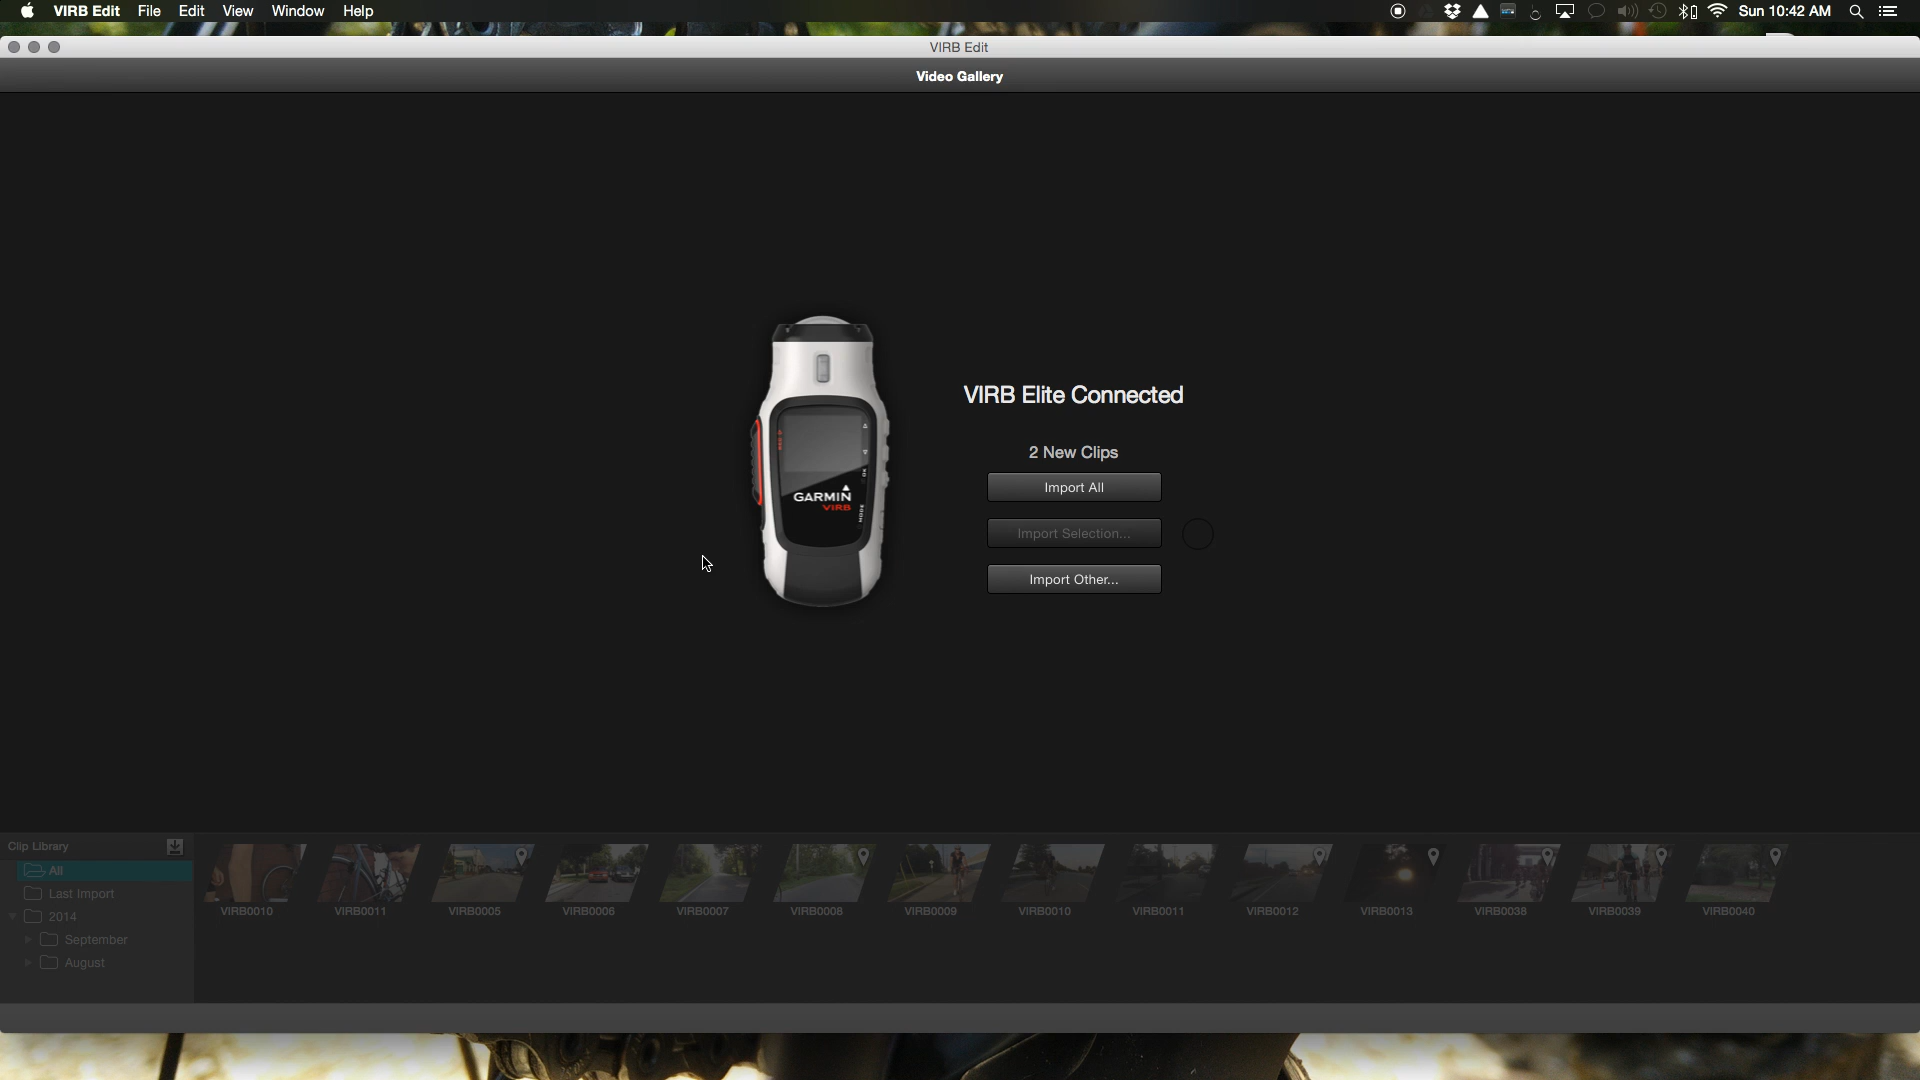 VIRB Edit File Edit View Window Help Sun 10:42 AM
VIRB Edit
Video Gallery
GARMIN
VIRB
MODE
OK
VIRB Elite Connected
2 New Clips
Import All
Import Selection...
Import Other...
Clip Library
All
Last Import
2014
September
August
VIRB0010 VIRB0011 VIRB0005 VIRB0006 VIRB0007 VIRB0008 VIRB0009 VIRB0010 VIRB0011 VIRB0012 VIRB0013 VIRB0038 VIRB0039 VIRB0040